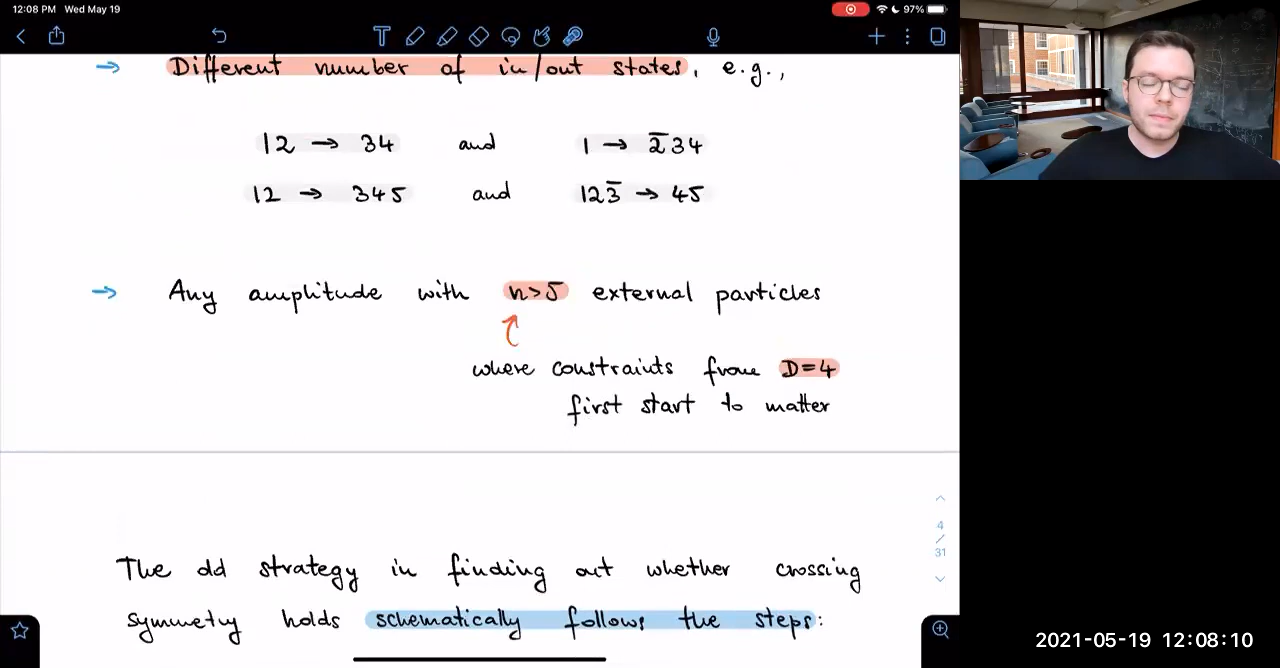 12:08 PM Wed May 19
97%
→ Different number of in/out states, e.g.,
12 → 34 and 1 → 2̄34
12 → 345 and 123̄ → 45
→ Any amplitude with n>5 external particles
where constraints from D=4
first start to matter
4
/
31
The old strategy in finding out whether crossing
symmetry holds schematically follows the steps:
2021-05-19 12:08:10